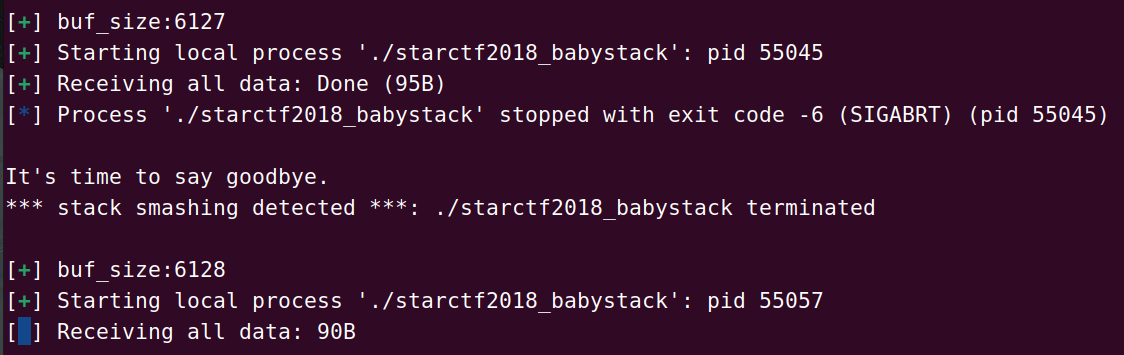 [+] buf_size:6127
[+] Starting local process './starctf2018_babystack': pid 55045
[+] Receiving all data: Done (95B)
[*] Process './starctf2018_babystack' stopped with exit code -6 (SIGABRT) (pid 55045)
It's time to say goodbye.
*** stack smashing detected ***: ./starctf2018_babystack terminated
[+] buf_size:6128
[+] Starting local process './starctf2018_babystack': pid 55057
[ ] Receiving all data: 90B